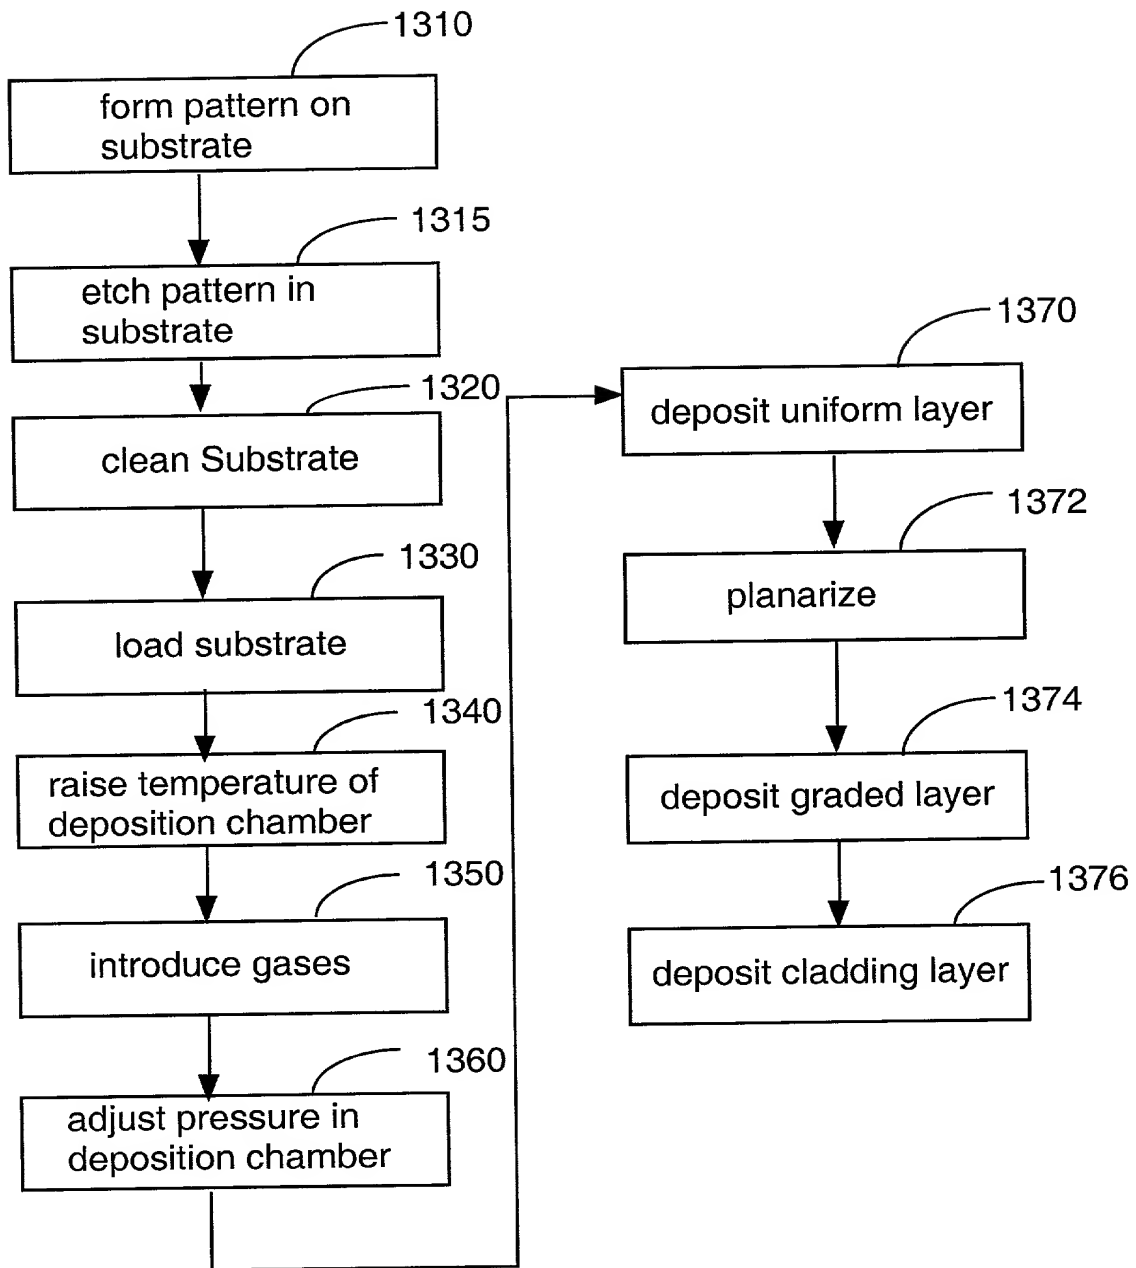 1310
form pattern on
substrate
1315
etch pattern in
substrate
1320
clean Substrate
1330
load substrate
1340
raise temperature of
deposition chamber
1350
introduce gases
1360
adjust pressure in
deposition chamber
1370
deposit uniform layer
1372
planarize
1374
deposit graded layer
1376
deposit cladding layer